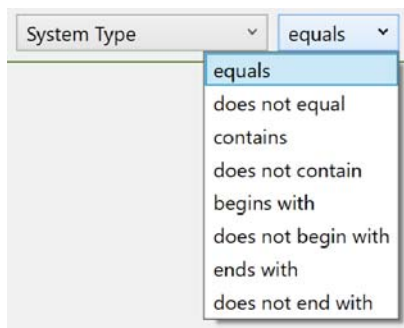 System Type equals
equals
does not equal
contains
does not contain
begins with
does not begin with
ends with
does not end with